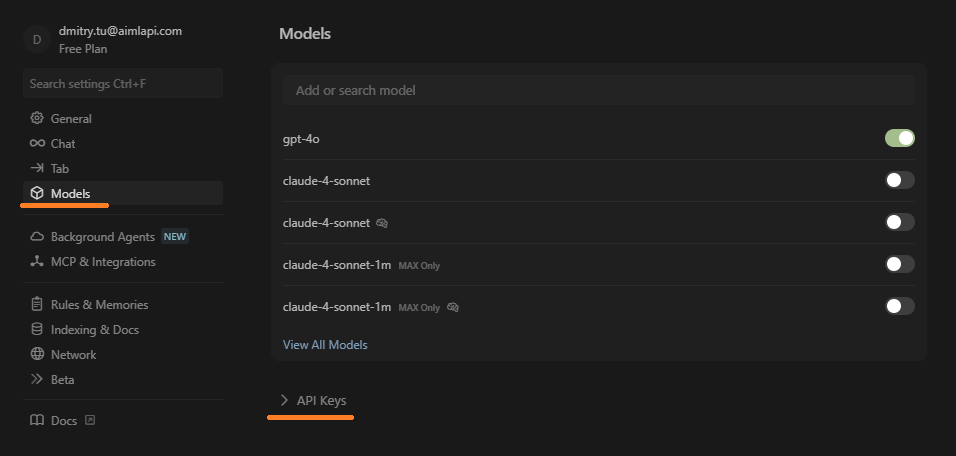 D
dmitry.tu@aimlapi.com
Free Plan
Search settings Ctrl+F
General
Chat
Tab
Models
Background Agents NEW
MCP & Integrations
Rules & Memories
Indexing & Docs
Network
Beta
Docs
Models
Add or search model
gpt-4o
claude-4-sonnet
claude-4-sonnet
claude-4-sonnet-1m MAX Only
claude-4-sonnet-1m MAX Only
View All Models
API Keys